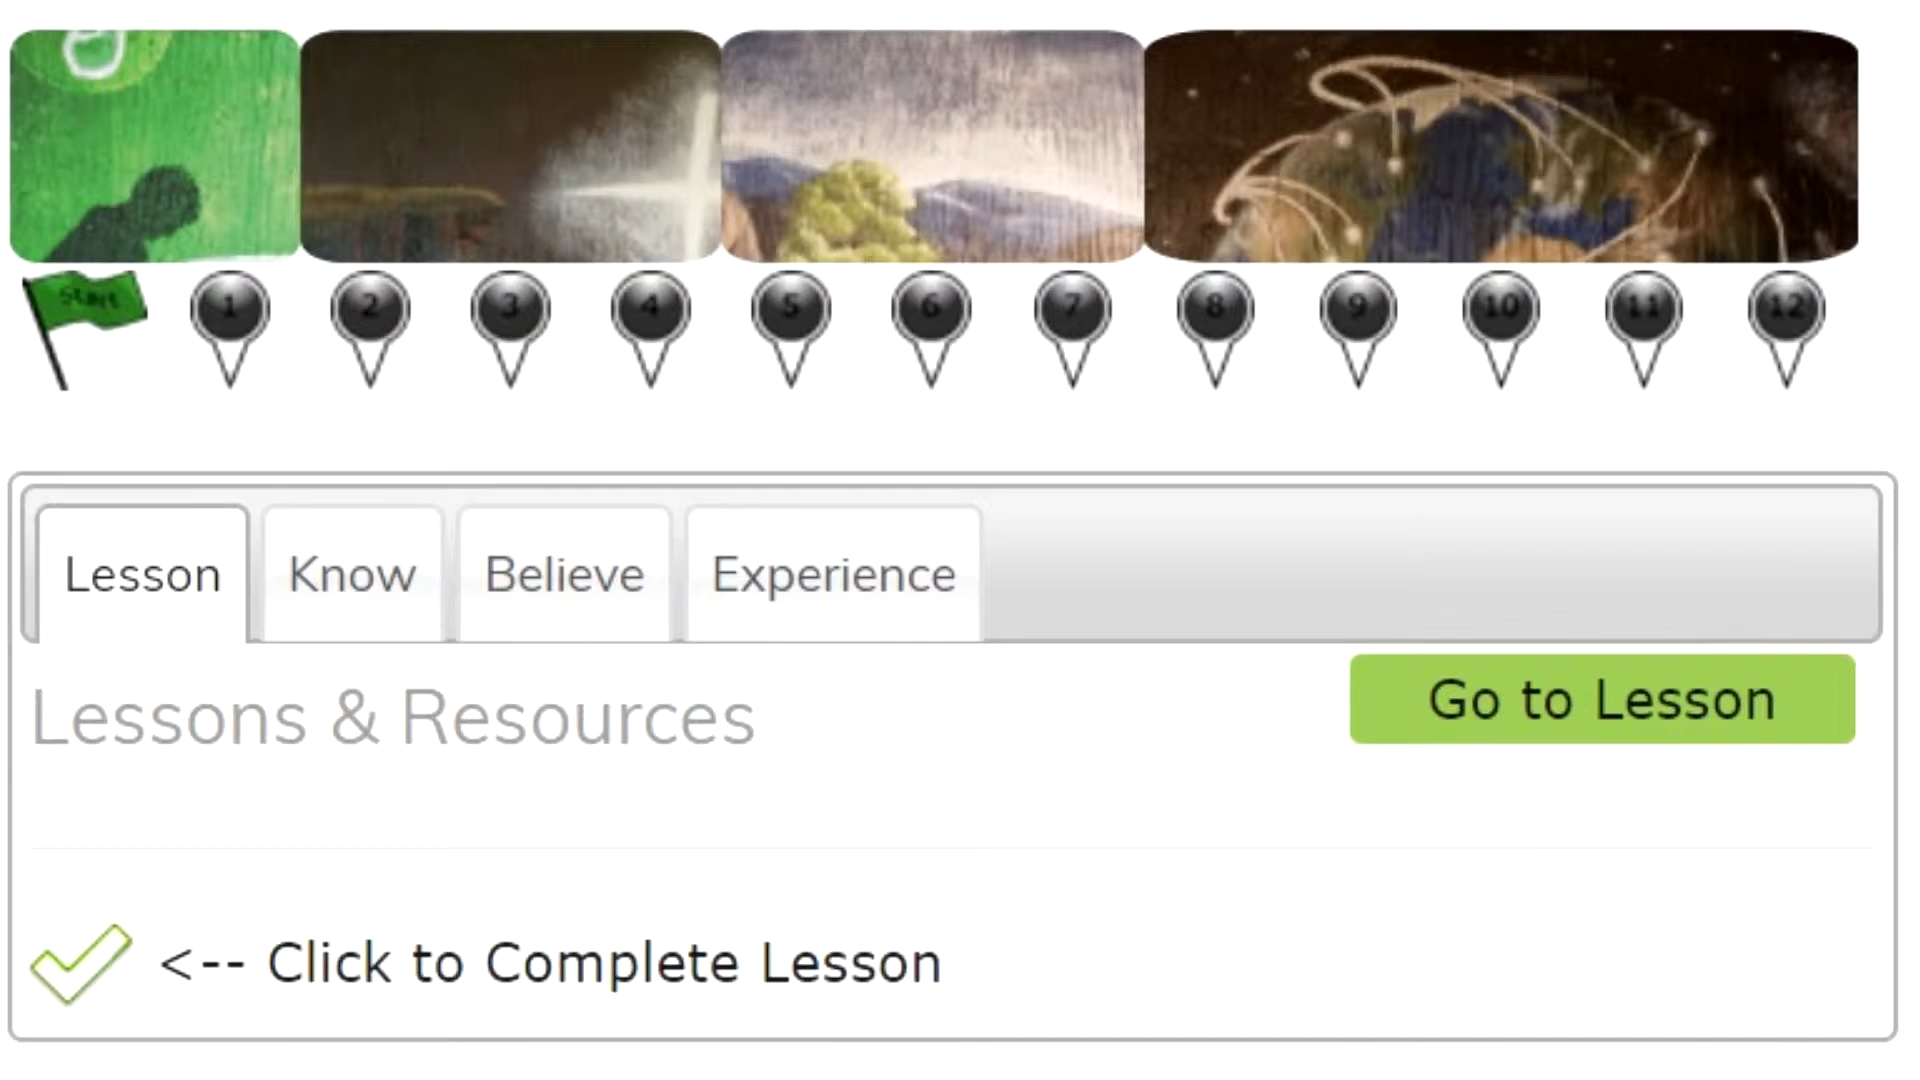 Start 1 2 3 4 5 6 7 8 9 10 11 12
Lesson Know Believe Experience
Lessons & Resources
Go to Lesson
<-- Click to Complete Lesson